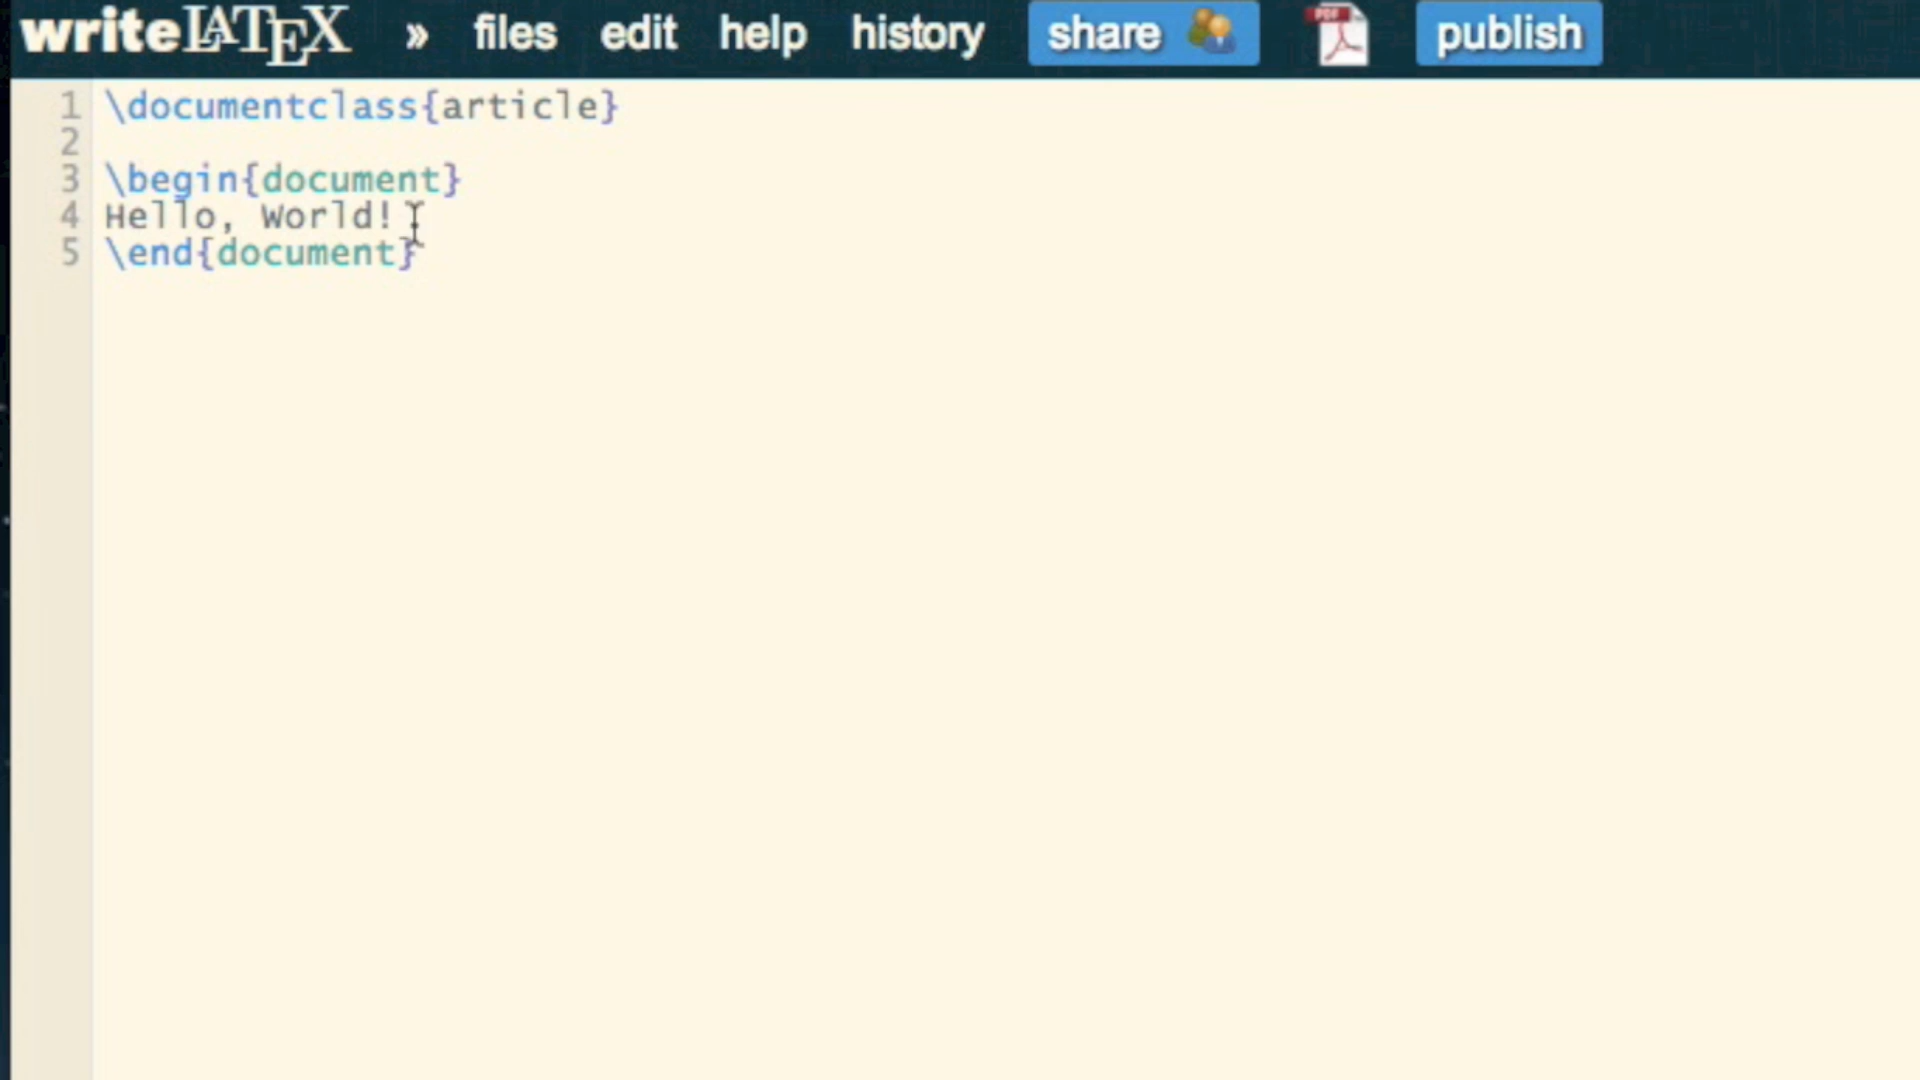 writeLATEX » files edit help history share PDF publish
1 \documentclass{article}
2
3 \begin{document}
4 Hello, World!
5 \end{document}